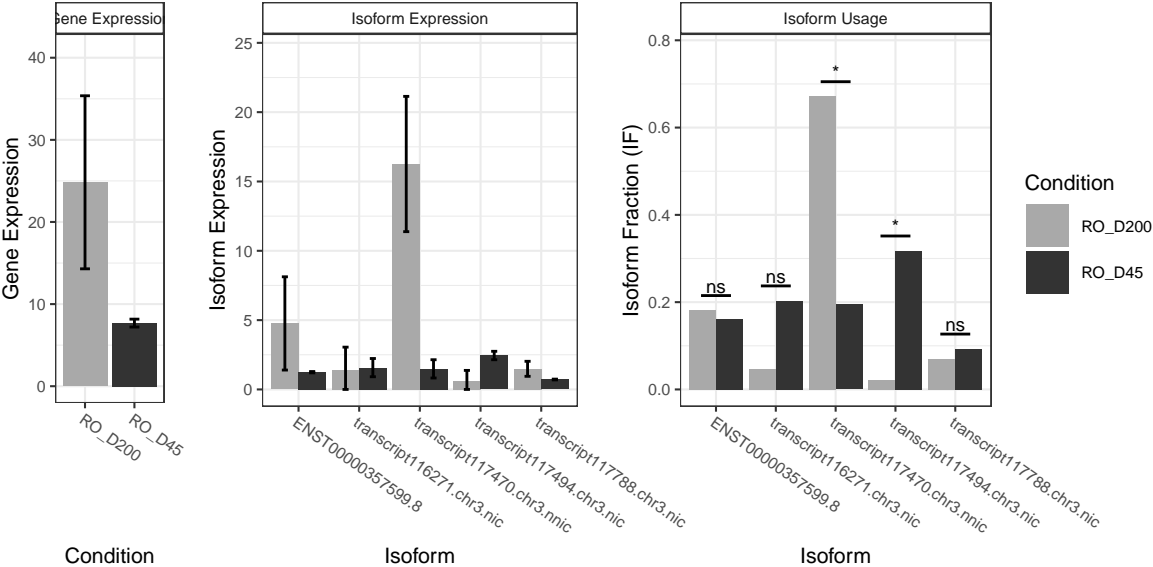 Gene Expression
Isoform Expression
Isoform Usage
Gene Expression
40
30
20
10
0
RO_D200
RO_D45
Condition
Isoform Expression
25
20
15
10
5
0
ENST00000357599.8
transcript116271.chr3.nic
transcript117470.chr3.nnic
transcript117494.chr3.nic
transcript117788.chr3.nic
Isoform
Isoform Fraction (IF)
0.8
0.6
0.4
0.2
0.0
ns
ns
*
*
ns
ENST00000357599.8
transcript116271.chr3.nic
transcript117470.chr3.nnic
transcript117494.chr3.nic
transcript117788.chr3.nic
Isoform
Condition
RO_D200
RO_D45